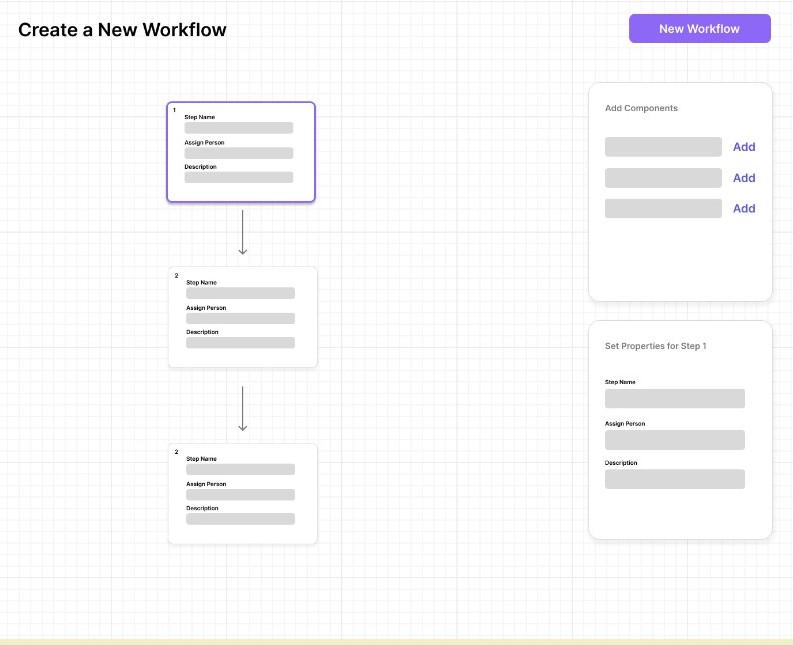 Create a New Workflow
New Workflow
1
Step Name
Assign Person
Description
2
Step Name
Assign Person
Description
2
Step Name
Assign Person
Description
Add Components
Add
Add
Add
Set Properties for Step 1
Step Name
Assign Person
Description